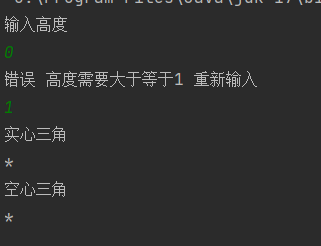 输入高度
0
错误 高度需要大于等于1 重新输入
1
实心三角
*
空心三角
*